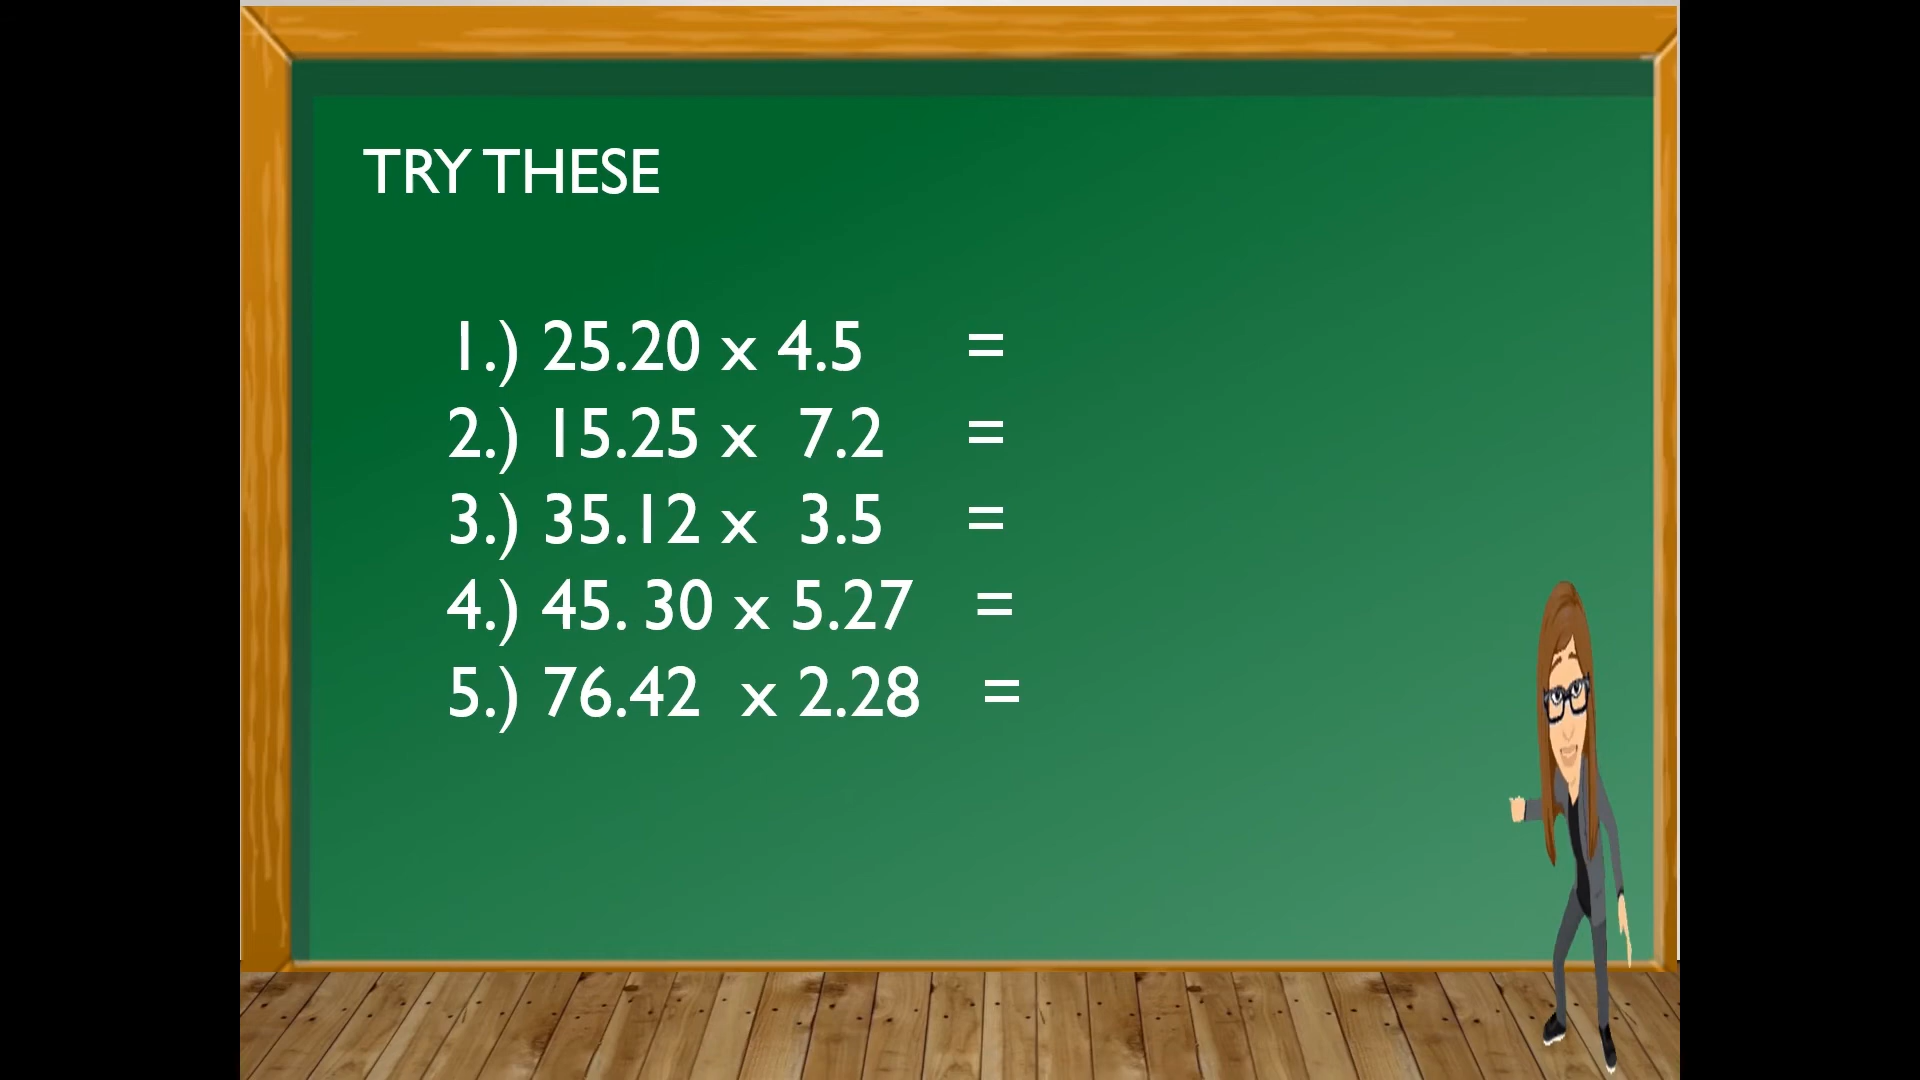 TRY THESE
1.) 25.20 x 4.5 =
2.) 15.25 x 7.2 =
3.) 35.12 x 3.5 =
4.) 45. 30 x 5.27 =
5.) 76.42 x 2.28 =